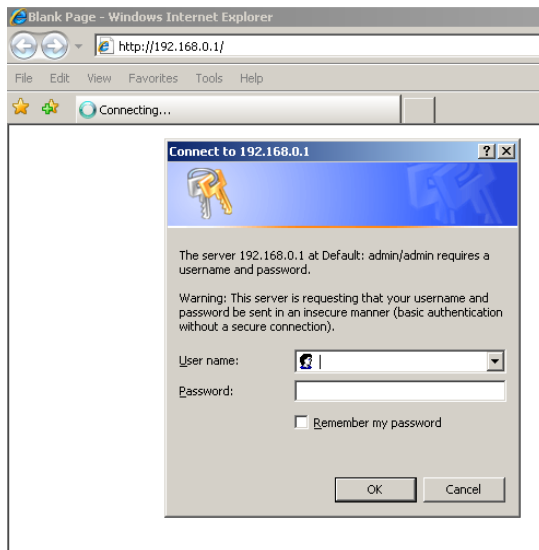 Blank Page - Windows Internet Explorer
http://192.168.0.1/
File Edit View Favorites Tools Help
Connecting...
Connect to 192.168.0.1
The server 192.168.0.1 at Default: admin/admin requires a
username and password.
Warning: This server is requesting that your username and
password be sent in an insecure manner (basic authentication
without a secure connection).
User name:
Password:
Remember my password
OK Cancel